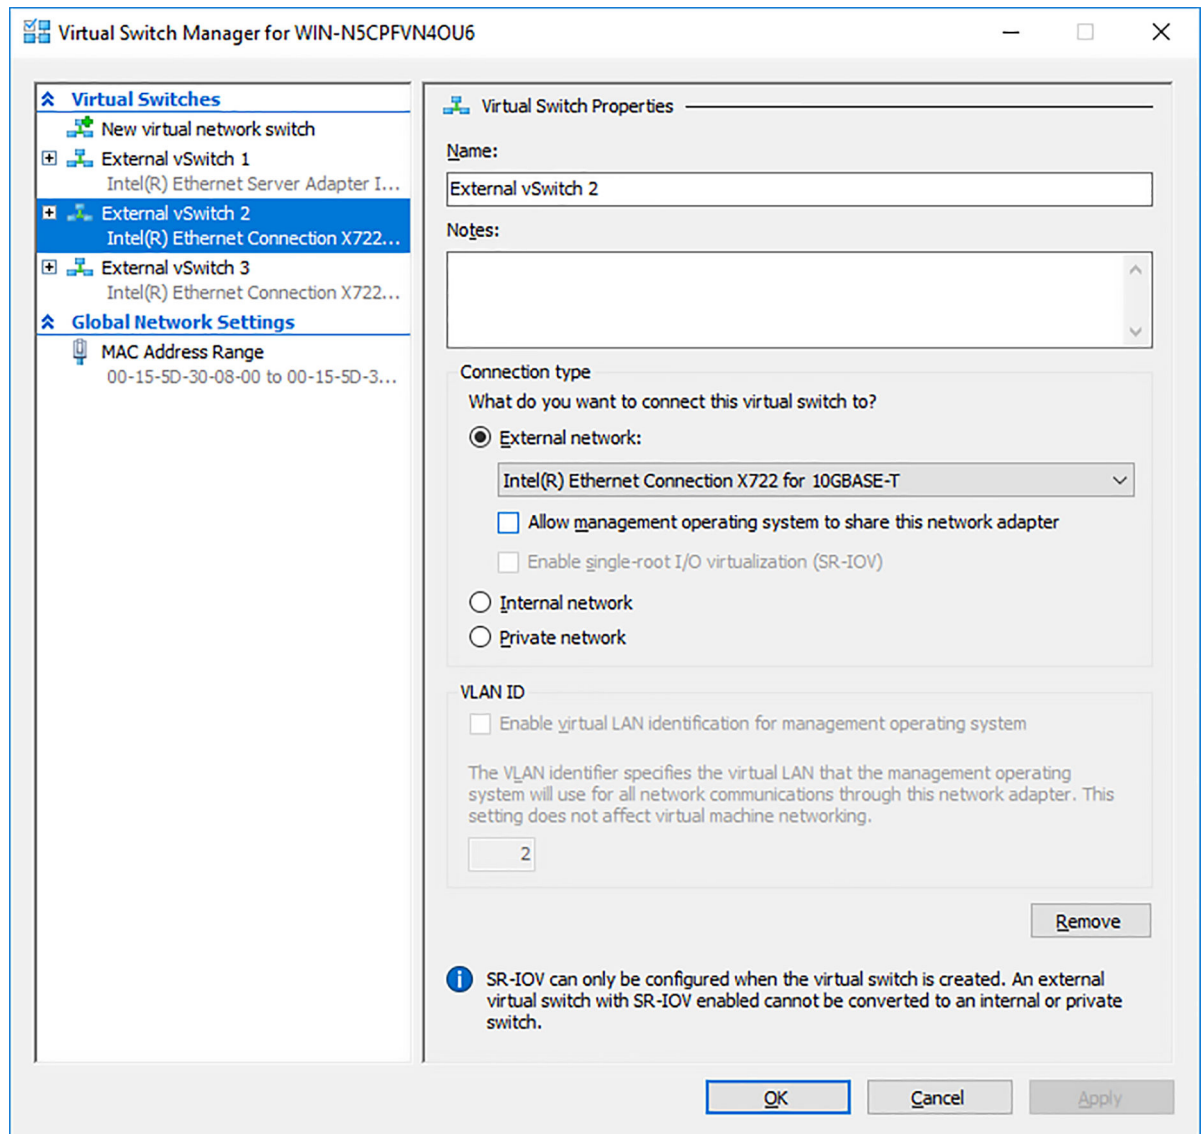 Virtual Switch Manager for WIN-N5CPFVN4OU6
Virtual Switches
New virtual network switch
External vSwitch 1
Intel(R) Ethernet Server Adapter I...
External vSwitch 2
Intel(R) Ethernet Connection X722...
External vSwitch 3
Intel(R) Ethernet Connection X722...
Global Network Settings
MAC Address Range
00-15-5D-30-08-00 to 00-15-5D-3...
Virtual Switch Properties
Name:
External vSwitch 2
Notes:
Connection type
What do you want to connect this virtual switch to?
External network:
Intel(R) Ethernet Connection X722 for 10GBASE-T
Allow management operating system to share this network adapter
Enable single-root I/O virtualization (SR-IOV)
Internal network
Private network
VLAN ID
Enable virtual LAN identification for management operating system
The VLAN identifier specifies the virtual LAN that the management operating
system will use for all network communications through this network adapter. This
setting does not affect virtual machine networking.
2
Remove
SR-IOV can only be configured when the virtual switch is created. An external
virtual switch with SR-IOV enabled cannot be converted to an internal or private
switch.
OK
Cancel
Apply